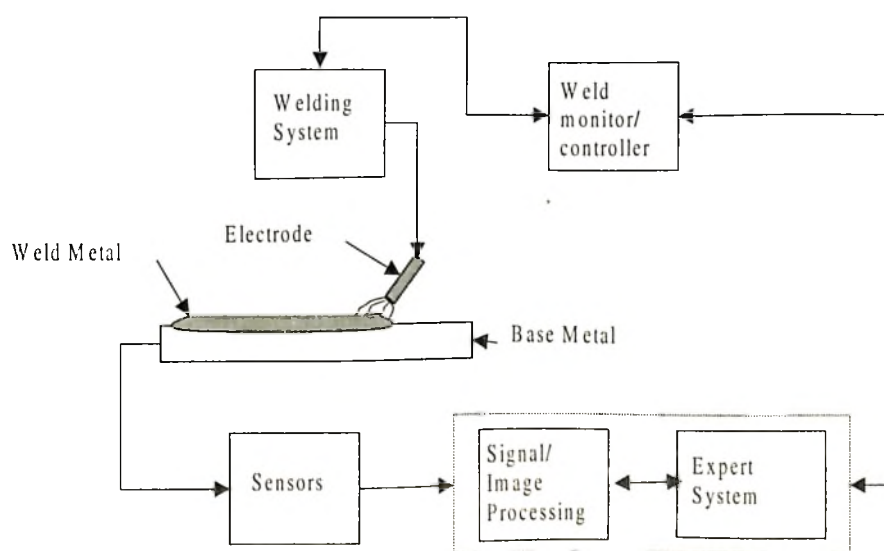 Welding
System
Weld
monitor/
controller
Electrode
Weld Metal
Base Metal
Sensors
Signal/
Image
Processing
Expert
System